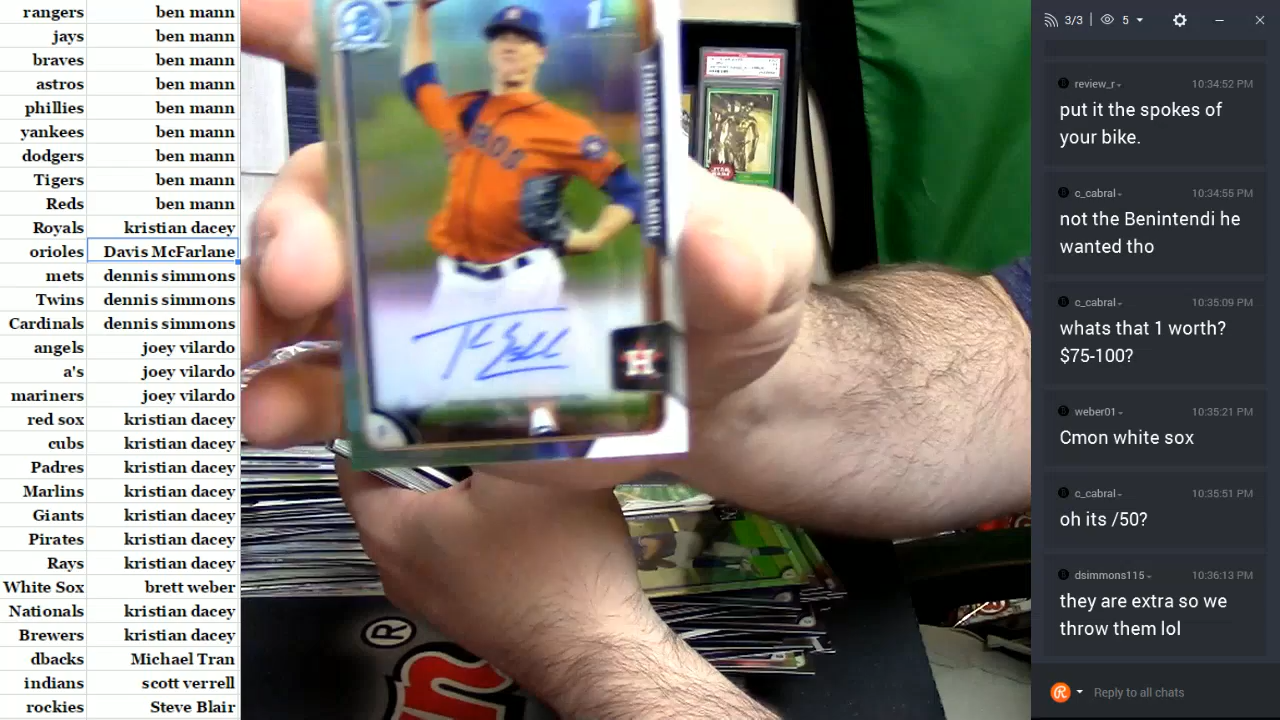 rangers ben mann
jays ben mann
braves ben mann
astros ben mann
phillies ben mann
yankees ben mann
dodgers ben mann
Tigers ben mann
Reds ben mann
Royals kristian dacey
orioles Davis McFarlane
mets dennis simmons
Twins dennis simmons
Cardinals dennis simmons
angels joey vilardo
a's joey vilardo
mariners joey vilardo
red sox kristian dacey
cubs kristian dacey
Padres kristian dacey
Marlins kristian dacey
Giants kristian dacey
Pirates kristian dacey
Rays kristian dacey
White Sox brett weber
Nationals kristian dacey
Brewers kristian dacey
dbacks Michael Tran
indians scott verrell
rockies Steve Blair
THOMAS ESHELMAN
H
®
STAR
WARS
3/3 | 5
review_r 10:34:52 PM
put it the spokes of
your bike.
c_cabral 10:34:55 PM
not the Benintendi he
wanted tho
c_cabral 10:35:09 PM
whats that 1 worth?
$75-100?
weber01 10:35:21 PM
Cmon white sox
c_cabral 10:35:51 PM
oh its /50?
dsimmons115 10:36:13 PM
they are extra so we
throw them lol
Reply to all chats